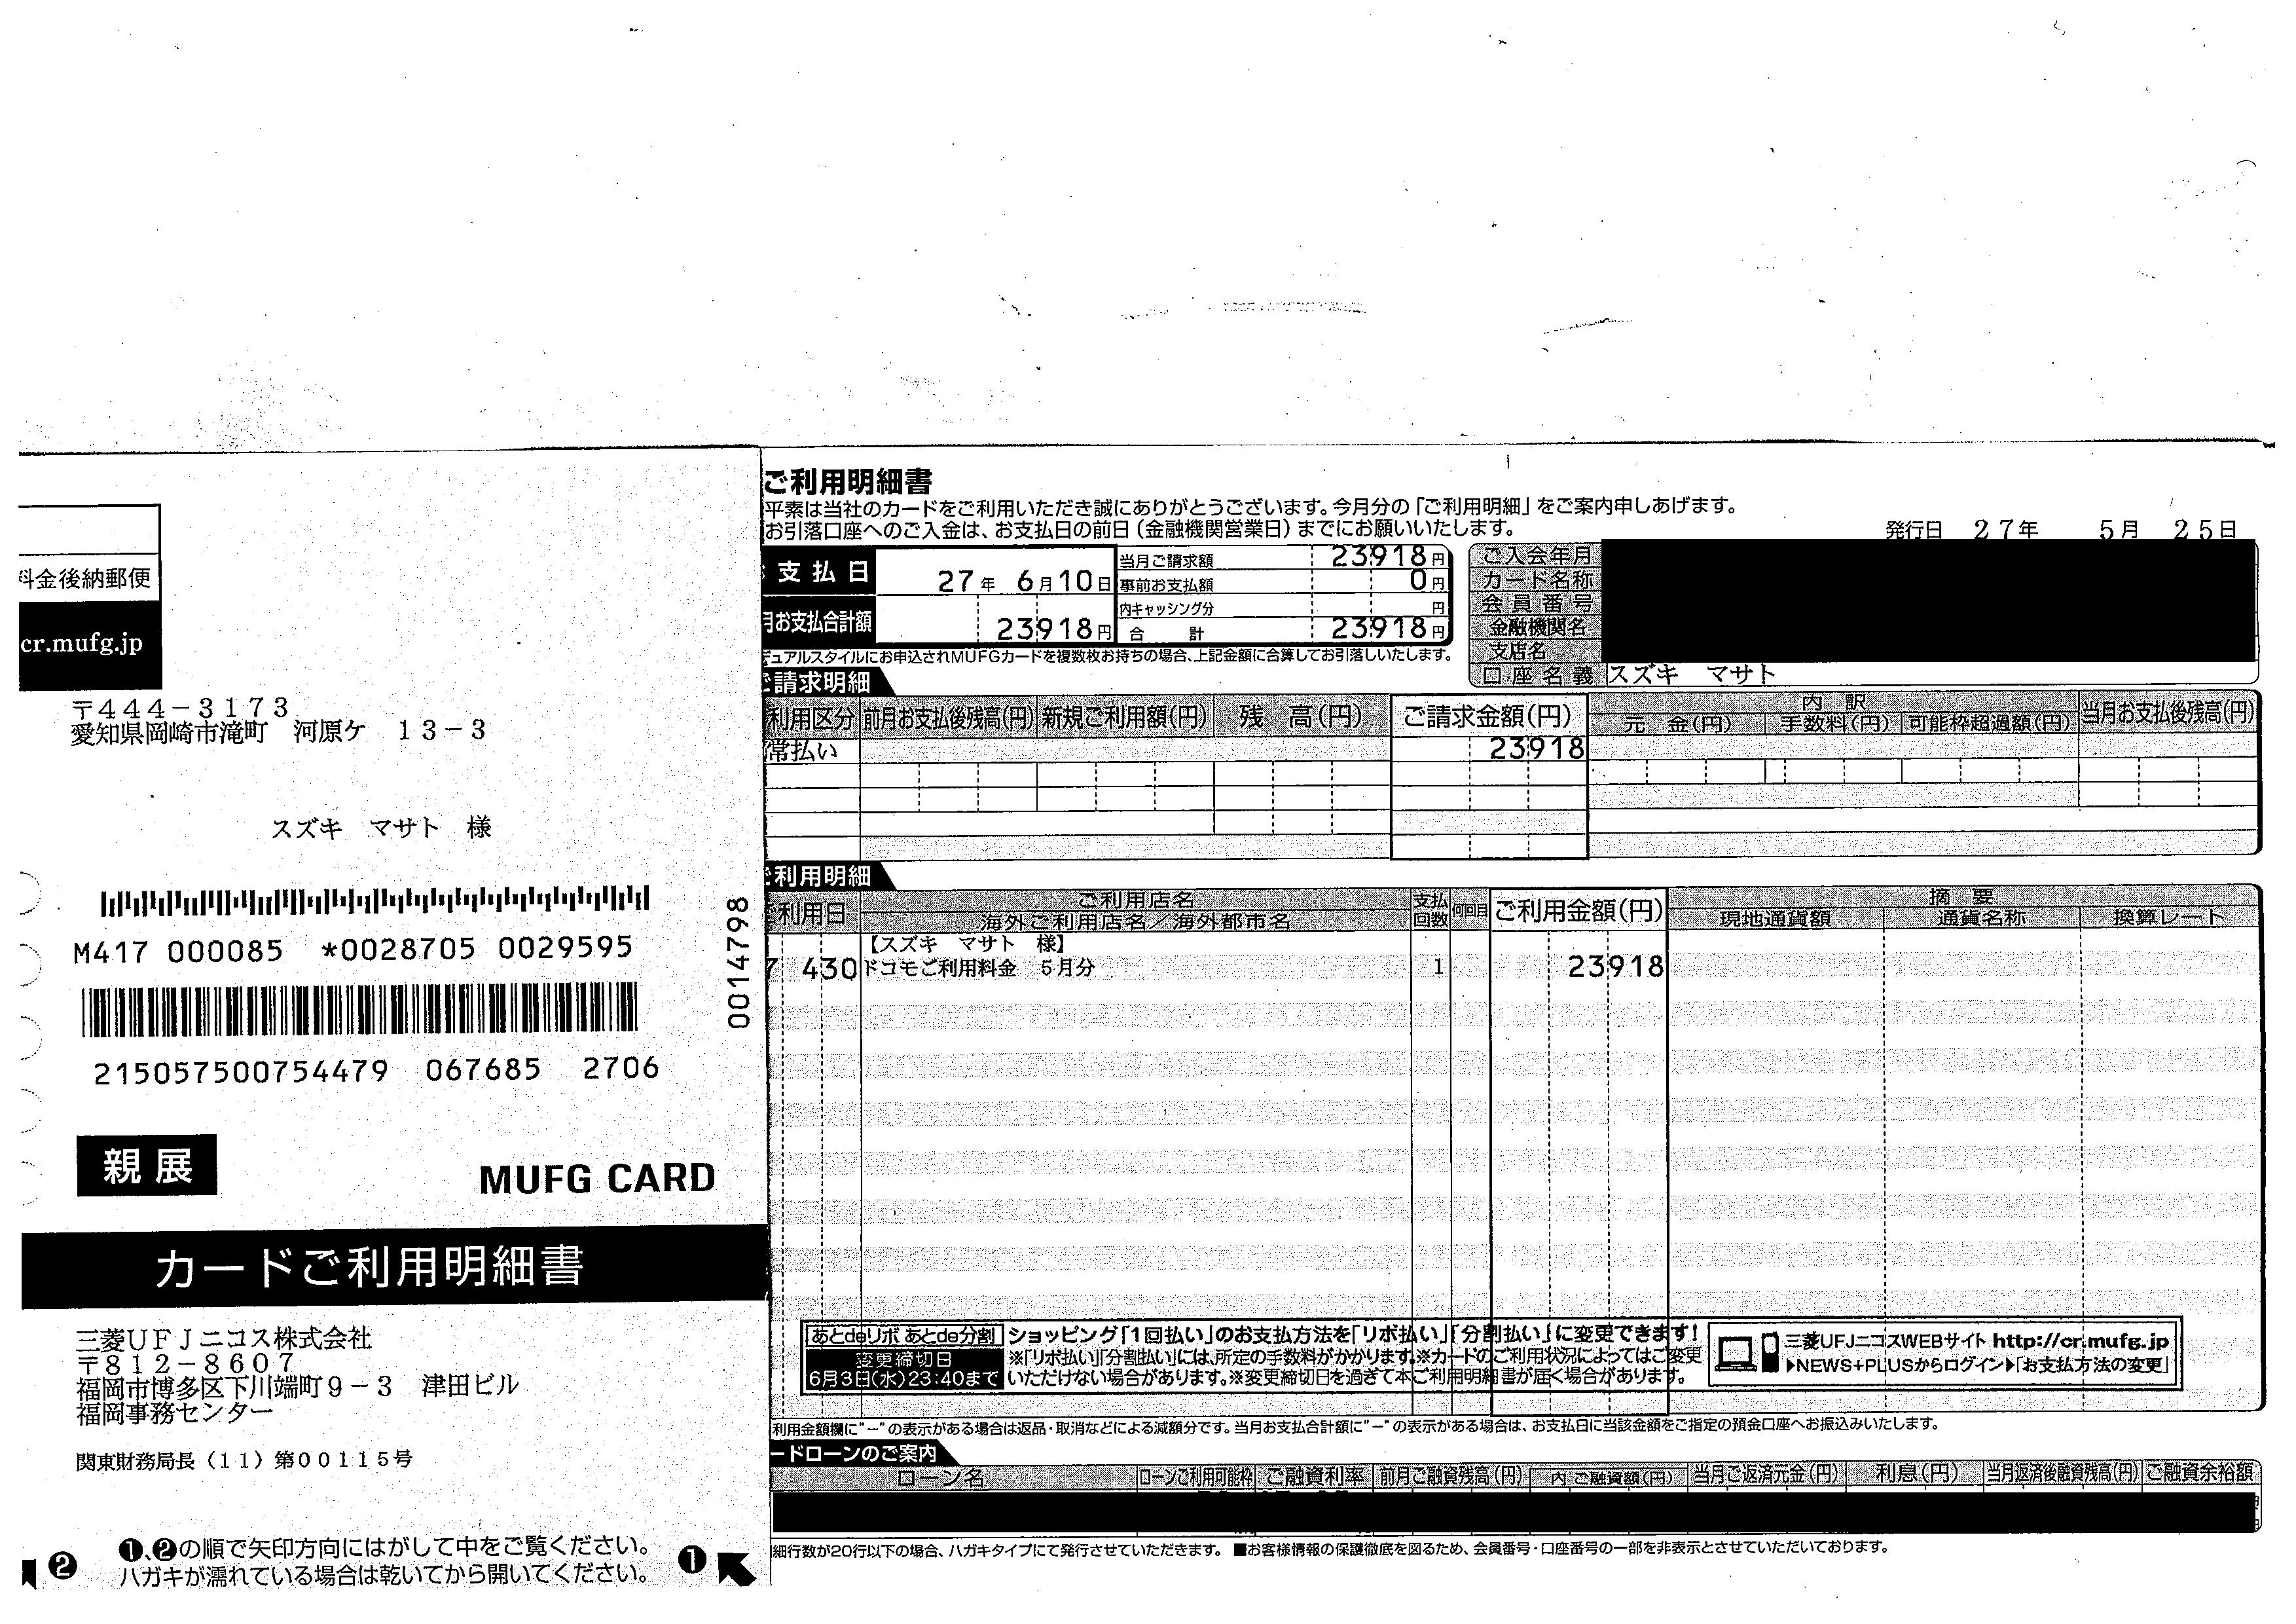 料金後納郵便
cr.mufg.jp
〒444-3173
愛知県岡崎市滝町 河原ケ 13-3
スズキ マサト 様
M417 000085 *0028705 0029595
215057500754479 067685 2706
0014798
親展
MUFG CARD
カードご利用明細書
三菱UFJニコス株式会社
〒812-8607
福岡市博多区下川端町9-3 津田ビル
福岡事務センター
関東財務局長(11)第00115号
❶、❷の順で矢印方向にはがして中をご覧ください。
ハガキが濡れている場合は乾いてから開いてください。
❷
❶
ご利用明細書
平素は当社のカードをご利用いただき誠にありがとうございます。今月分の「ご利用明細」をご案内申しあげます。
お引落口座へのご入金は、お支払日の前日(金融機関営業日)までにお願いいたします。
発行日 27年 5月 25日
支払日 27年 6月10日
月お支払合計額 23918円
当月ご請求額 23918円
事前お支払額 0円
内キャッシング分 円
合計 23918円
ご入会年月
カード名称
会員番号
金融機関名
支店名
口座名義 スズキ マサト
デュアルスタイルにお申込されMUFGカードを複数枚お持ちの場合、上記金額に合算してお引落しいたします。
ご請求明細
利用区分 前月お支払後残高(円) 新規ご利用額(円) 残高(円) ご請求金額(円) 内訳 元金(円) 手数料(円) 可能枠超過額(円) 当月お支払後残高(円)
常払い 23918
ご利用明細
ご利用日 ご利用店名 支払回数 何回目 ご利用金額(円) 摘要
海外ご利用店名/海外都市名 現地通貨額 通貨名称 換算レート
【スズキ マサト 様】
7 430 ドコモご利用料金 5月分 1 23918
あとdeリボ あとde分割 ショッピング「1回払い」のお支払方法を「リボ払い」「分割払い」に変更できます!
変更締切日 ※「リボ払い」「分割払い」には、所定の手数料がかかります。※カードのご利用状況によってはご変更
6月3日(水)23:40まで いただけない場合があります。※変更締切日を過ぎて本ご利用明細書が届く場合があります。
三菱UFJニコスWEBサイト http://cr.mufg.jp
▶NEWS+PLUSからログイン▶「お支払方法の変更」
利用金額欄に"ー"の表示がある場合は返品・取消などによる減額分です。当月お支払合計額に"ー"の表示がある場合は、お支払日に当該金額をご指定の預金口座へお振込みいたします。
ードローンのご案内
ローン名 ローンご利用可能枠 ご融資利率 前月ご融資残高(円) 内 ご融資額(円) 当月ご返済元金(円) 利息(円) 当月返済後融資残高(円) ご融資余裕額
細行数が20行以下の場合、ハガキタイプにて発行させていただきます。 ■お客様情報の保護徹底を図るため、会員番号・口座番号の一部を非表示とさせていただいております。